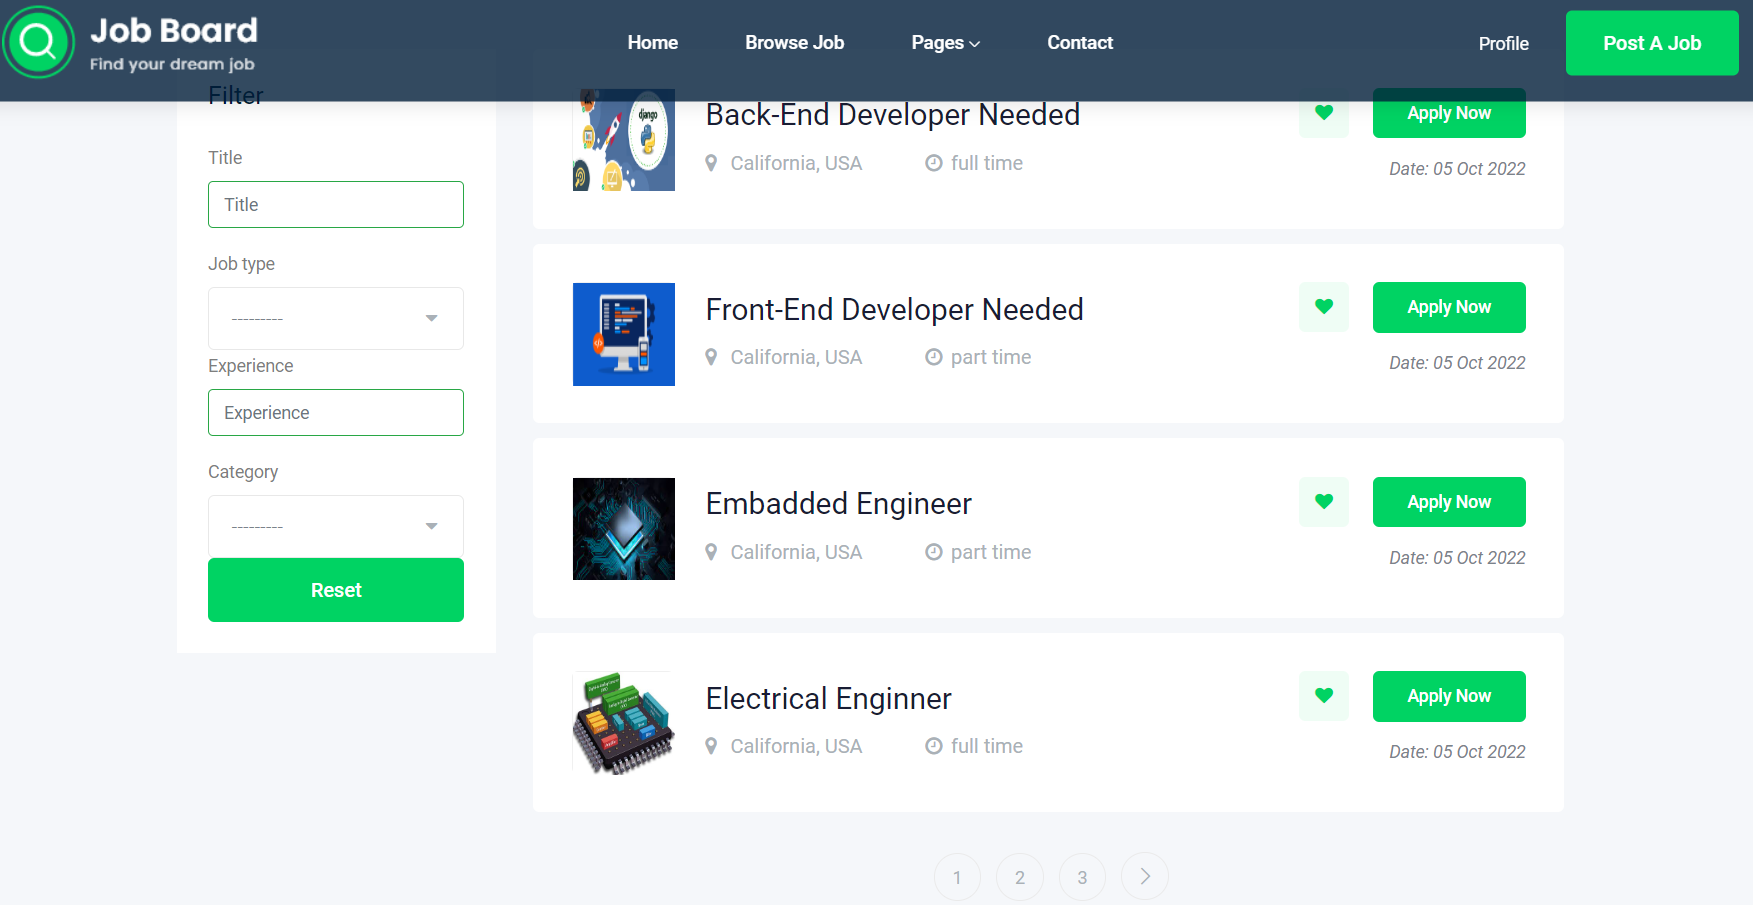 Job Board
Find your dream job
Home
Browse Job
Pages
Contact
Profile
Post A Job
Filter
Title
Title
Job type
---------
Experience
Experience
Category
---------
Reset
django
Back-End Developer Needed
California, USA
full time
Apply Now
Date: 05 Oct 2022
Front-End Developer Needed
California, USA
part time
Apply Now
Date: 05 Oct 2022
Embadded Engineer
California, USA
part time
Apply Now
Date: 05 Oct 2022
Electrical Enginner
California, USA
full time
Apply Now
Date: 05 Oct 2022
1
2
3